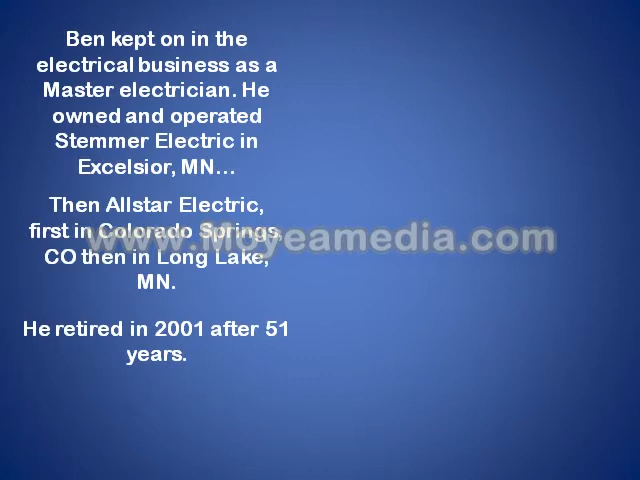 Ben kept on in the
electrical business as a
Master electrician. He
owned and operated
Stemmer Electric in
Excelsior, MN...
Then Allstar Electric,
first in Colorado Springs,
www.Moyeamedia.com
CO then in Long Lake,
MN.
He retired in 2001 after 51
years.